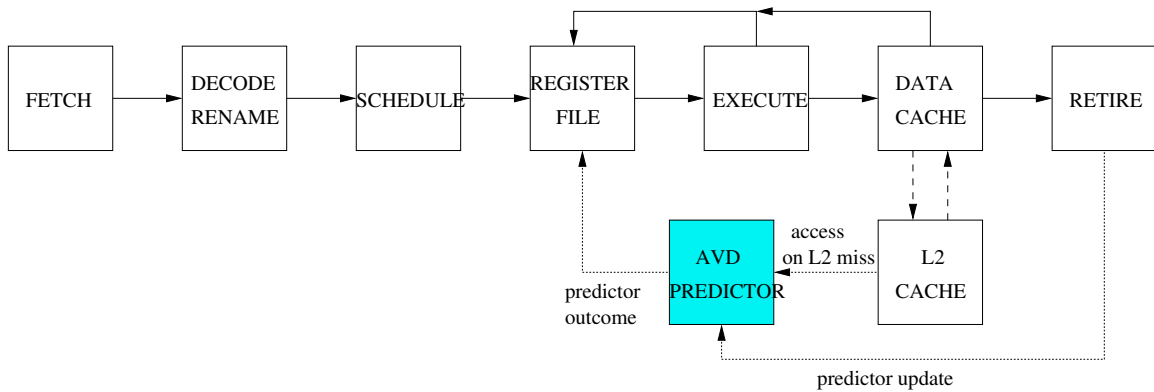 FETCH
DECODE
RENAME
SCHEDULE
REGISTER
FILE
EXECUTE
DATA
CACHE
RETIRE
AVD
PREDICTOR
access
on L2 miss
L2
CACHE
predictor
outcome
predictor update